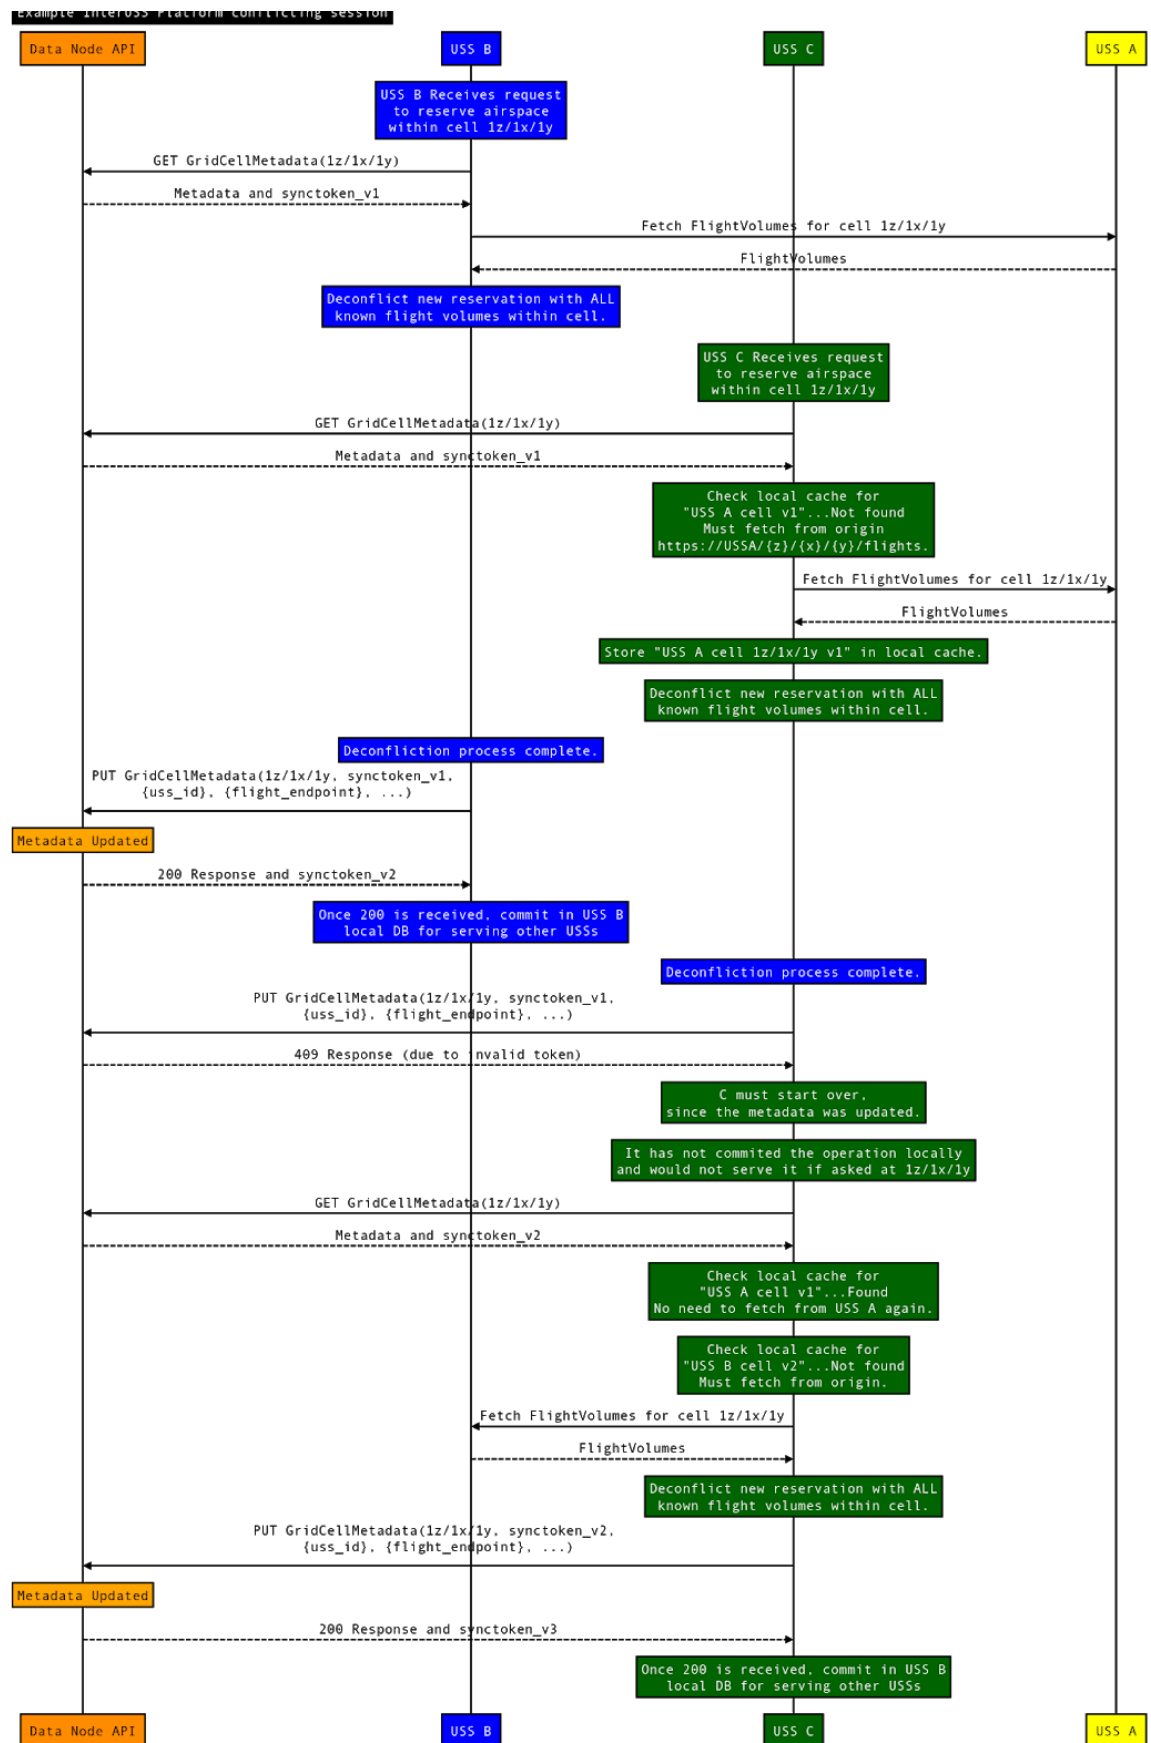 Example InterUSS Platform conflicting session
Data Node API
USS B
USS C
USS A
USS B Receives request
to reserve airspace
within cell 1z/1x/1y
GET GridCellMetadata(1z/1x/1y)
Metadata and synctoken_v1
Fetch FlightVolumes for cell 1z/1x/1y
FlightVolumes
Deconflict new reservation with ALL
known flight volumes within cell.
USS C Receives request
to reserve airspace
within cell 1z/1x/1y
GET GridCellMetadata(1z/1x/1y)
Metadata and synctoken_v1
Check local cache for
"USS A cell v1"...Not found
Must fetch from origin
https://USSA/{z}/{x}/{y}/flights.
Fetch FlightVolumes for cell 1z/1x/1y
FlightVolumes
Store "USS A cell 1z/1x/1y v1" in local cache.
Deconflict new reservation with ALL
known flight volumes within cell.
Deconfliction process complete.
PUT GridCellMetadata(1z/1x/1y, synctoken_v1,
{uss_id}, {flight_endpoint}, ...)
Metadata Updated
200 Response and synctoken_v2
Once 200 is received, commit in USS B
local DB for serving other USSs
Deconfliction process complete.
PUT GridCellMetadata(1z/1x/1y, synctoken_v1,
{uss_id}, {flight_endpoint}, ...)
409 Response (due to invalid token)
C must start over,
since the metadata was updated.
It has not commited the operation locally
and would not serve it if asked at 1z/1x/1y
GET GridCellMetadata(1z/1x/1y)
Metadata and synctoken_v2
Check local cache for
"USS A cell v1"...Found
No need to fetch from USS A again.
Check local cache for
"USS B cell v2"...Not found
Must fetch from origin.
Fetch FlightVolumes for cell 1z/1x/1y
FlightVolumes
Deconflict new reservation with ALL
known flight volumes within cell.
PUT GridCellMetadata(1z/1x/1y, synctoken_v2,
{uss_id}, {flight_endpoint}, ...)
Metadata Updated
200 Response and synctoken_v3
Once 200 is received, commit in USS B
local DB for serving other USSs
Data Node API
USS B
USS C
USS A